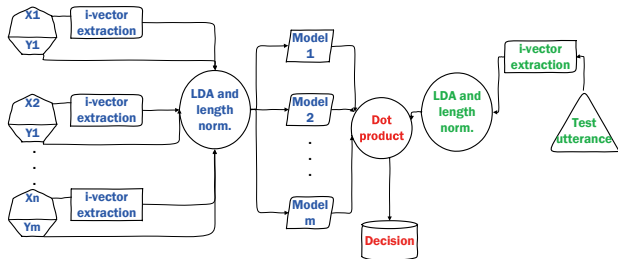 X1
Y1
i-vector
extraction
X2
Y1
i-vector
extraction
.
.
.
Xn
Ym
i-vector
extraction
LDA and
length
norm.
Model
1
Model
2
.
.
.
Model
m
Dot
product
Decision
LDA and
length
norm.
i-vector
extraction
Test
utterance